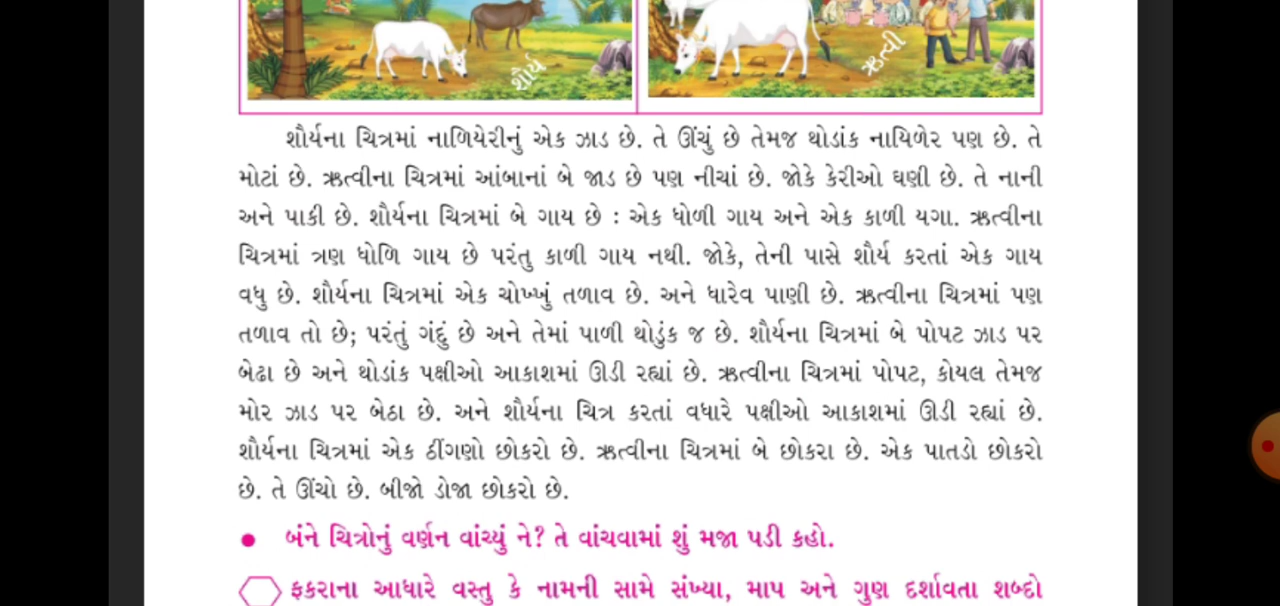 શૌર્ય
ઋત્વી
શૌર્યના ચિત્રમાં નાળિયેરીનું એક ઝાડ છે. તે ઊંચું છે તેમજ થોડાંક નાયિળેર પણ છે. તે
મોટાં છે. ઋત્વીના ચિત્રમાં આંબાનાં બે જાડ છે પણ નીચાં છે. જોકે કેરીઓ ઘણી છે. તે નાની
અને પાકી છે. શૌર્યના ચિત્રમાં બે ગાય છે : એક ધોળી ગાય અને એક કાળી યગા. ઋત્વીના
ચિત્રમાં ત્રણ ધોળિ ગાય છે પરંતુ કાળી ગાય નથી. જોકે, તેની પાસે શૌર્ય કરતાં એક ગાય
વધુ છે. શૌર્યના ચિત્રમાં એક ચોખ્ખું તળાવ છે. અને ધારેવ પાણી છે. ઋત્વીના ચિત્રમાં પણ
તળાવ તો છે; પરંતું ગંદું છે અને તેમાં પાળી થોડુંક જ છે. શૌર્યના ચિત્રમાં બે પોપટ ઝાડ પર
બેઢા છે અને થોડાંક પક્ષીઓ આકાશમાં ઊડી રહ્યાં છે. ઋત્વીના ચિત્રમાં પોપટ, કોયલ તેમજ
મોર ઝાડ પર બેઠા છે. અને શૌર્યના ચિત્ર કરતાં વધારે પક્ષીઓ આકાશમાં ઊડી રહ્યાં છે.
શૌર્યના ચિત્રમાં એક ઠીંગણો છોકરો છે. ઋત્વીના ચિત્રમાં બે છોકરા છે. એક પાતડો છોકરો
છે. તે ઊંચો છે. બીજો ડોજા છોકરો છે.
● બંને ચિત્રોનું વર્ણન વાંચ્યું ને? તે વાંચવામાં શું મજા પડી કહો.
ફકરાના આધારે વસ્તુ કે નામની સામે સંખ્યા, માપ અને ગુણ દર્શાવતા શબ્દો